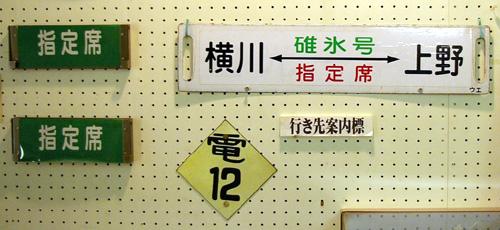 指定席
碓氷号
横川 上野
指定席
ウエ
指定席
行き先案内標
電
12